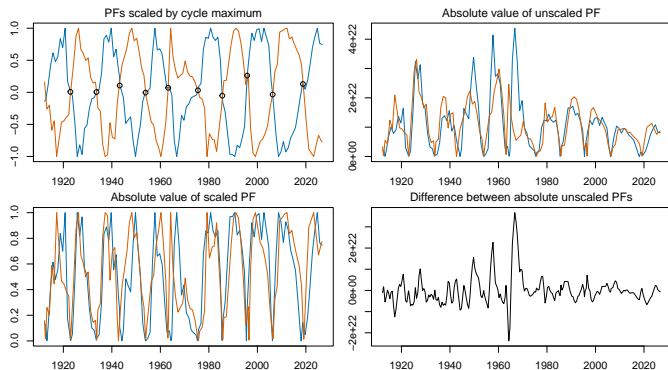 PFs scaled by cycle maximum
1.0
0.5
0.0
−0.5
−1.0
1920 1940 1960 1980 2000 2020
Absolute value of unscaled PF
4e+22
2e+22
0e+00
1920 1940 1960 1980 2000 2020
Absolute value of scaled PF
1.0
0.8
0.6
0.4
0.2
0.0
1920 1940 1960 1980 2000 2020
Difference between absolute unscaled PFs
2e+22
0e+00
−2e+22
1920 1940 1960 1980 2000 2020